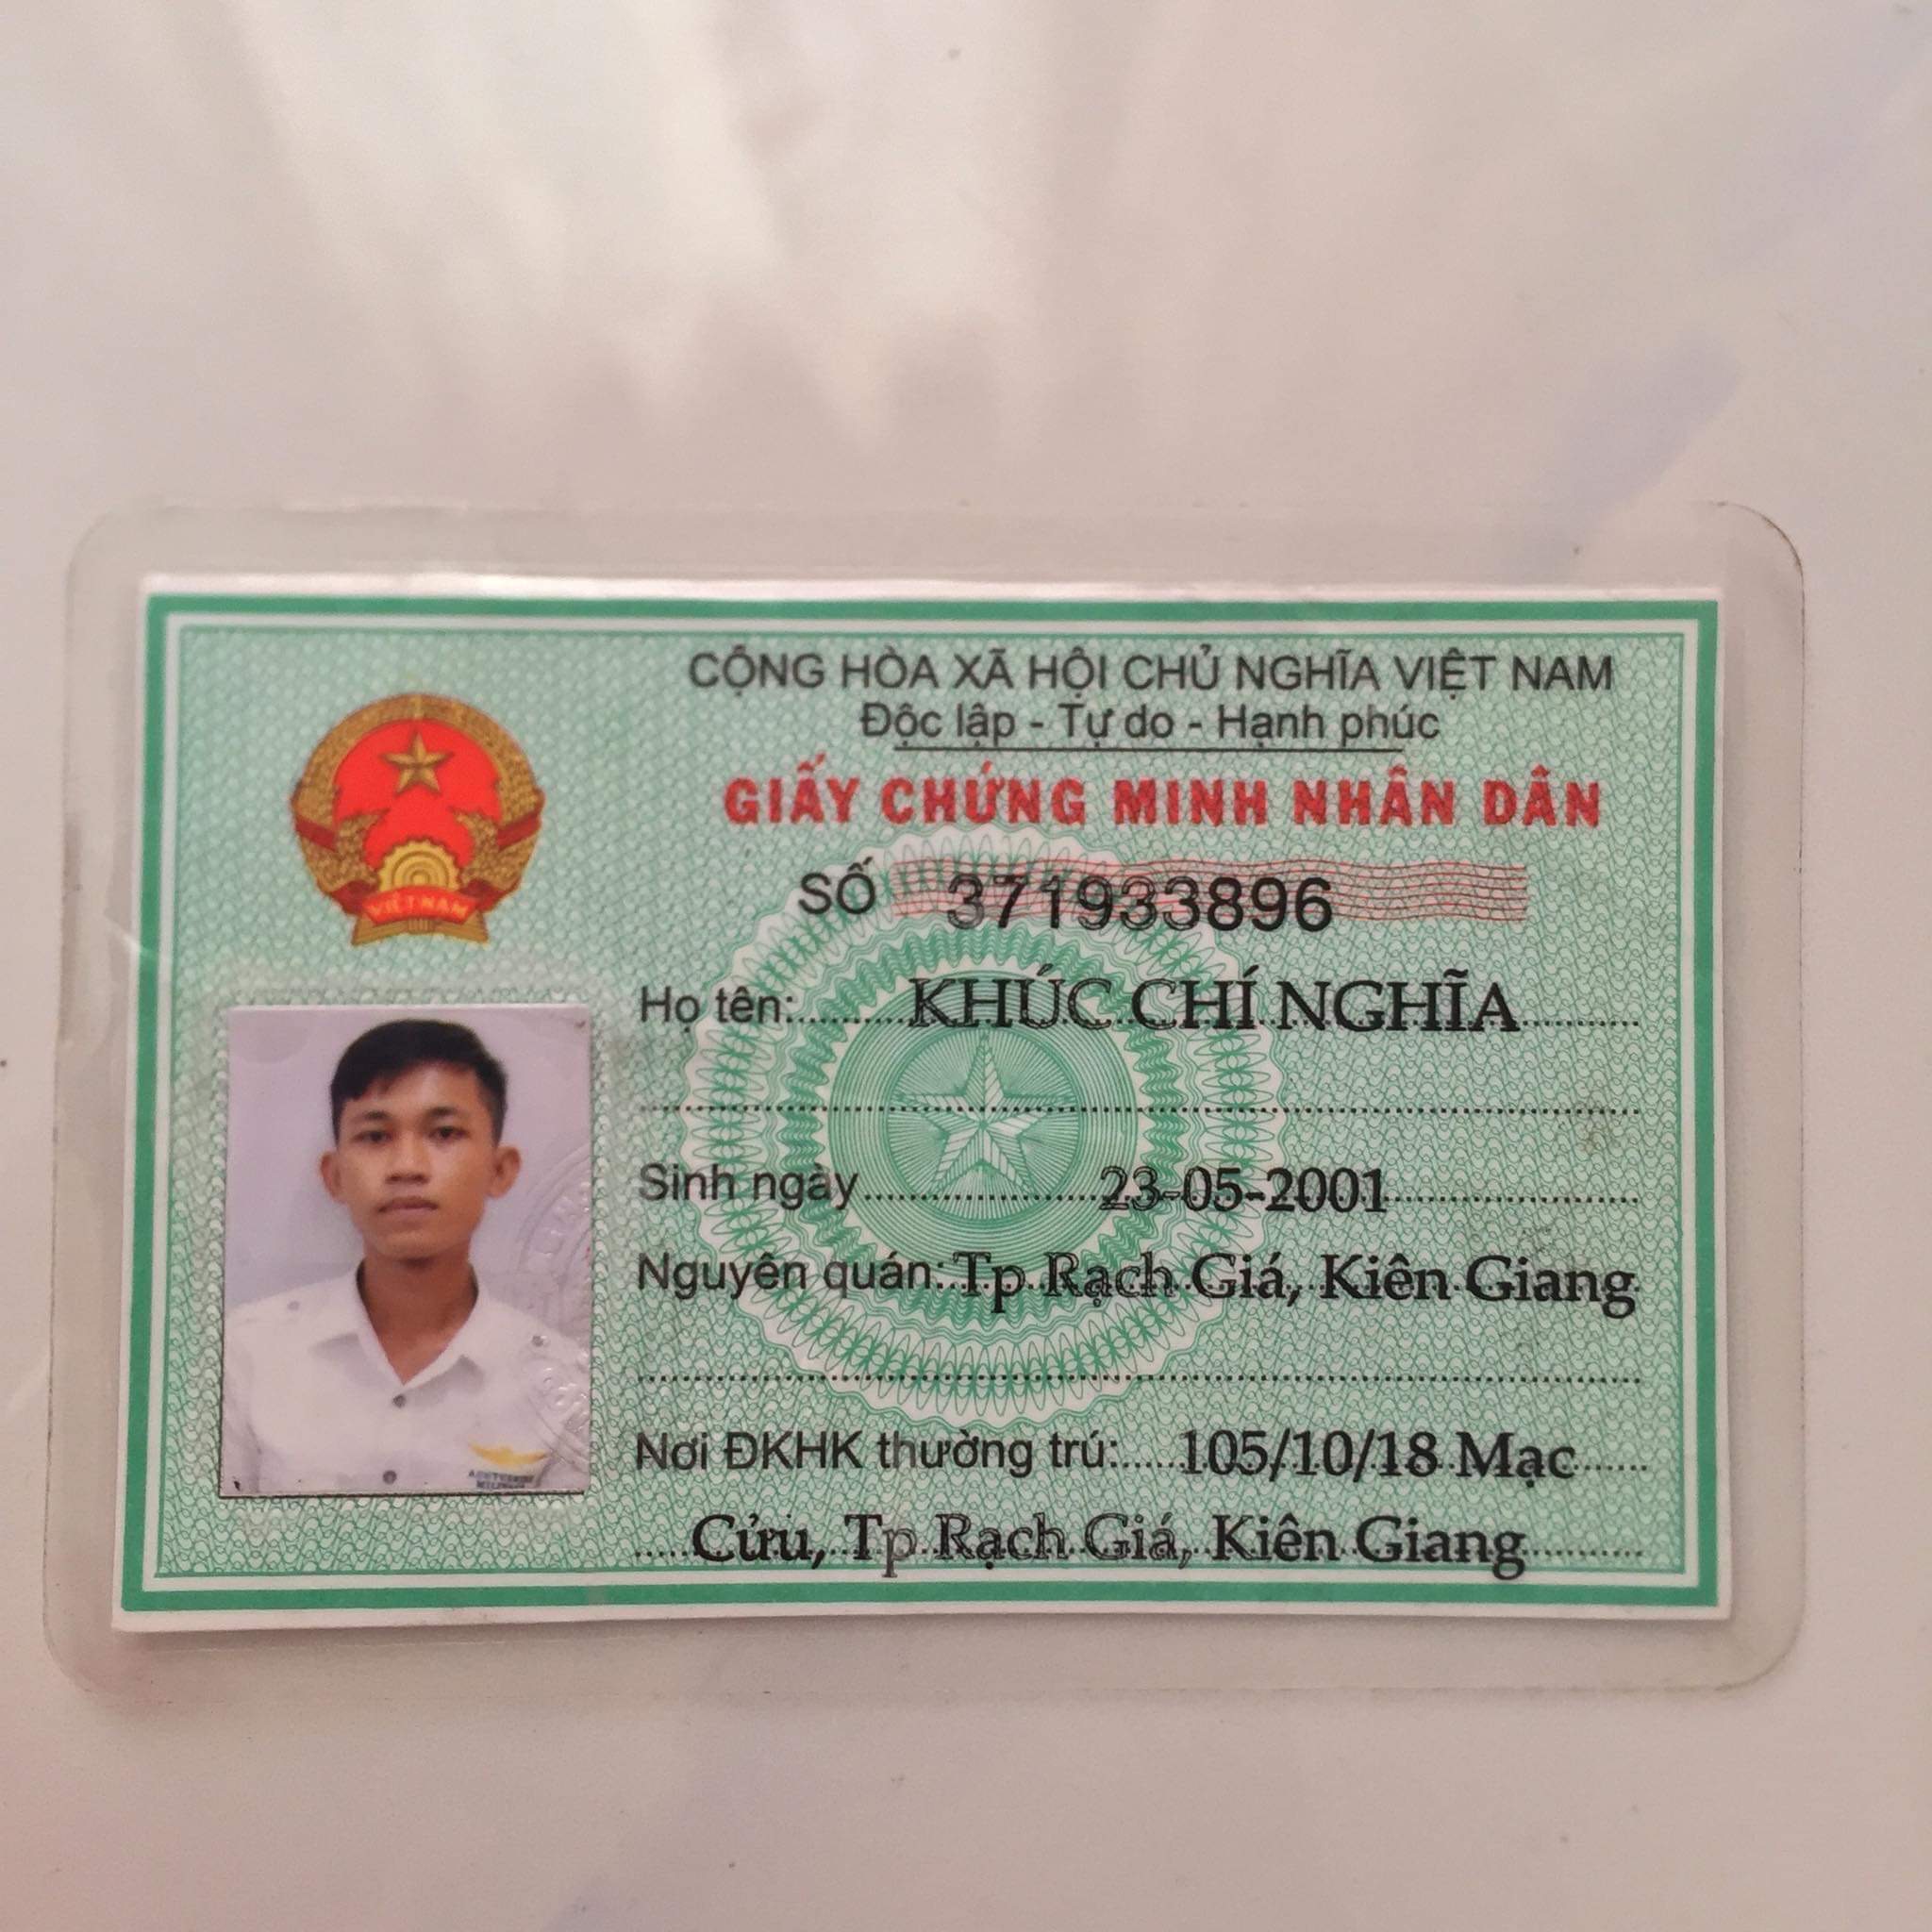 CỘNG HÒA XÃ HỘI CHỦ NGHĨA VIỆT NAM
Độc lập - Tự do - Hạnh phúc
GIẤY CHỨNG MINH NHÂN DÂN
VIỆT NAM
SỐ 371933896
Họ tên: KHÚC CHÍ NGHĨA
Sinh ngày 23-05-2001
Nguyên quán: Tp Rạch Giá, Kiên Giang
Nơi ĐKHK thường trú: 105/10/18 Mạc
Cửu, Tp Rạch Giá, Kiên Giang